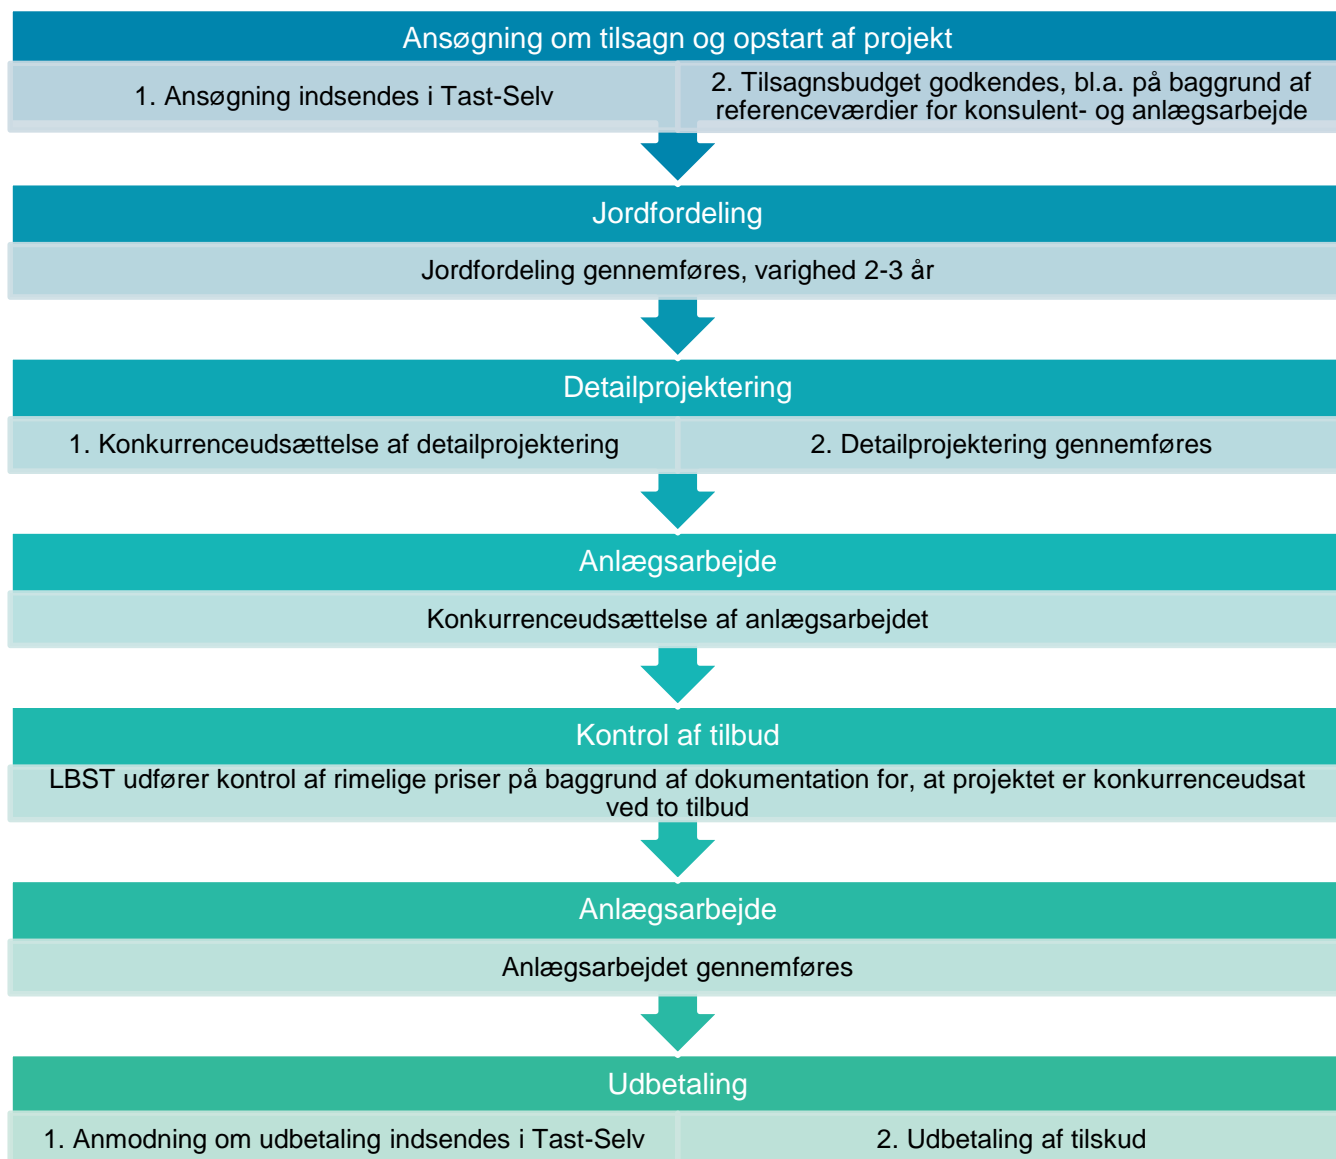 Ansøgning om tilsagn og opstart af projekt
1. Ansøgning indsendes i Tast-Selv
2. Tilsagnsbudget godkendes, bl.a. på baggrund af
referenceværdier for konsulent- og anlægsarbejde
Jordfordeling
Jordfordeling gennemføres, varighed 2-3 år
Detailprojektering
1. Konkurrenceudsættelse af detailprojektering
2. Detailprojektering gennemføres
Anlægsarbejde
Konkurrenceudsættelse af anlægsarbejdet
Kontrol af tilbud
LBST udfører kontrol af rimelige priser på baggrund af dokumentation for, at projektet er konkurrenceudsat
ved to tilbud
Anlægsarbejde
Anlægsarbejdet gennemføres
Udbetaling
1. Anmodning om udbetaling indsendes i Tast-Selv
2. Udbetaling af tilskud